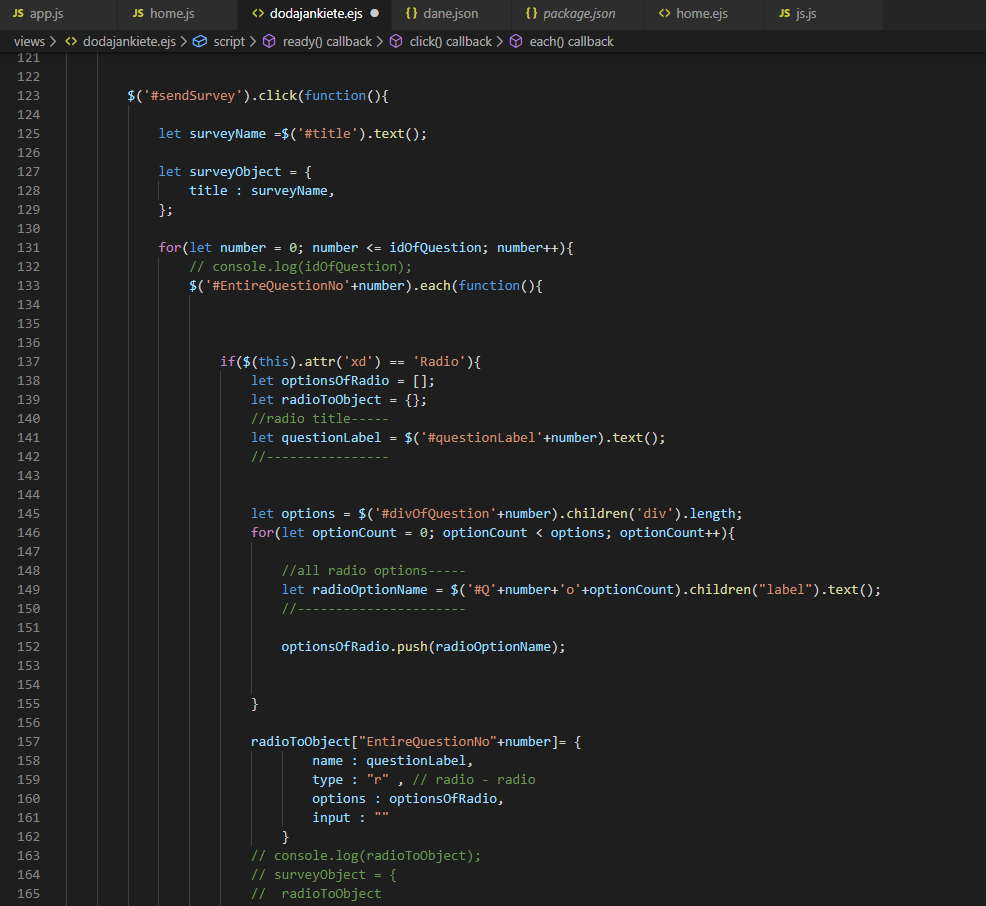 JS app.js JS home.js <> dodajankiete.ejs ● {} dane.json {} package.json <> home.ejs JS js.js
views > <> dodajankiete.ejs > script > ready() callback > click() callback > each() callback
121
122
123 $('#sendSurvey').click(function(){
124
125 let surveyName =$('#title').text();
126
127 let surveyObject = {
128 title : surveyName,
129 };
130
131 for(let number = 0; number <= idOfQuestion; number++){
132 // console.log(idOfQuestion);
133 $('#EntireQuestionNo'+number).each(function(){
134
135
136
137 if($(this).attr('xd') == 'Radio'){
138 let optionsOfRadio = [];
139 let radioToObject = {};
140 //radio title-----
141 let questionLabel = $('#questionLabel'+number).text();
142 //----------------
143
144
145 let options = $('#divOfQuestion'+number).children('div').length;
146 for(let optionCount = 0; optionCount < options; optionCount++){
147
148 //all radio options-----
149 let radioOptionName = $('#Q'+number+'o'+optionCount).children("label").text();
150 //----------------------
151
152 optionsOfRadio.push(radioOptionName);
153
154
155 }
156
157 radioToObject["EntireQuestionNo"+number]= {
158 name : questionLabel,
159 type : "r" , // radio - radio
160 options : optionsOfRadio,
161 input : ""
162 }
163 // console.log(radioToObject);
164 // surveyObject = {
165 // radioToObject